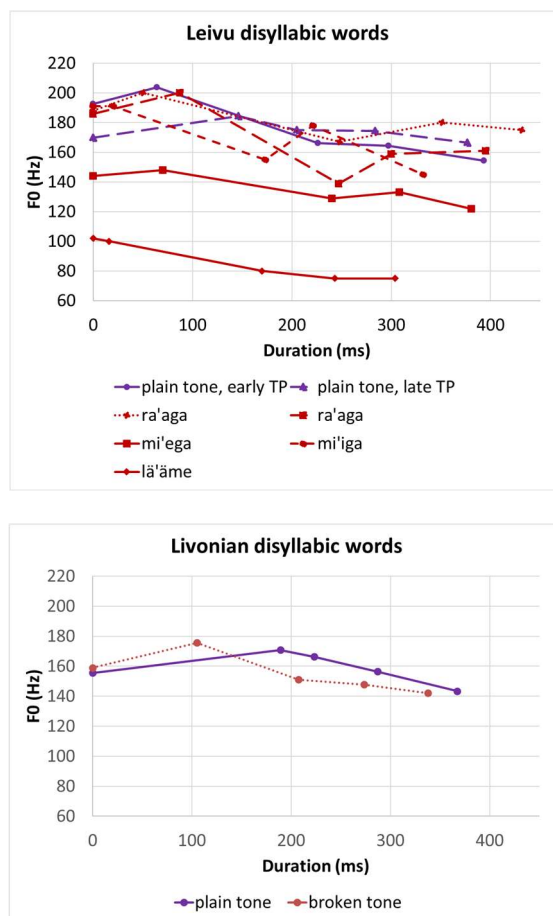 Leivu disyllabic words
220
200
180
160
140
120
100
80
60
F0 (Hz)
0 100 200 300 400
Duration (ms)
plain tone, early TP plain tone, late TP
ra'aga ra'aga
mi'ega mi'iga
lä'äme
Livonian disyllabic words
220
200
180
160
140
120
100
80
60
F0 (Hz)
0 100 200 300 400
Duration (ms)
plain tone broken tone